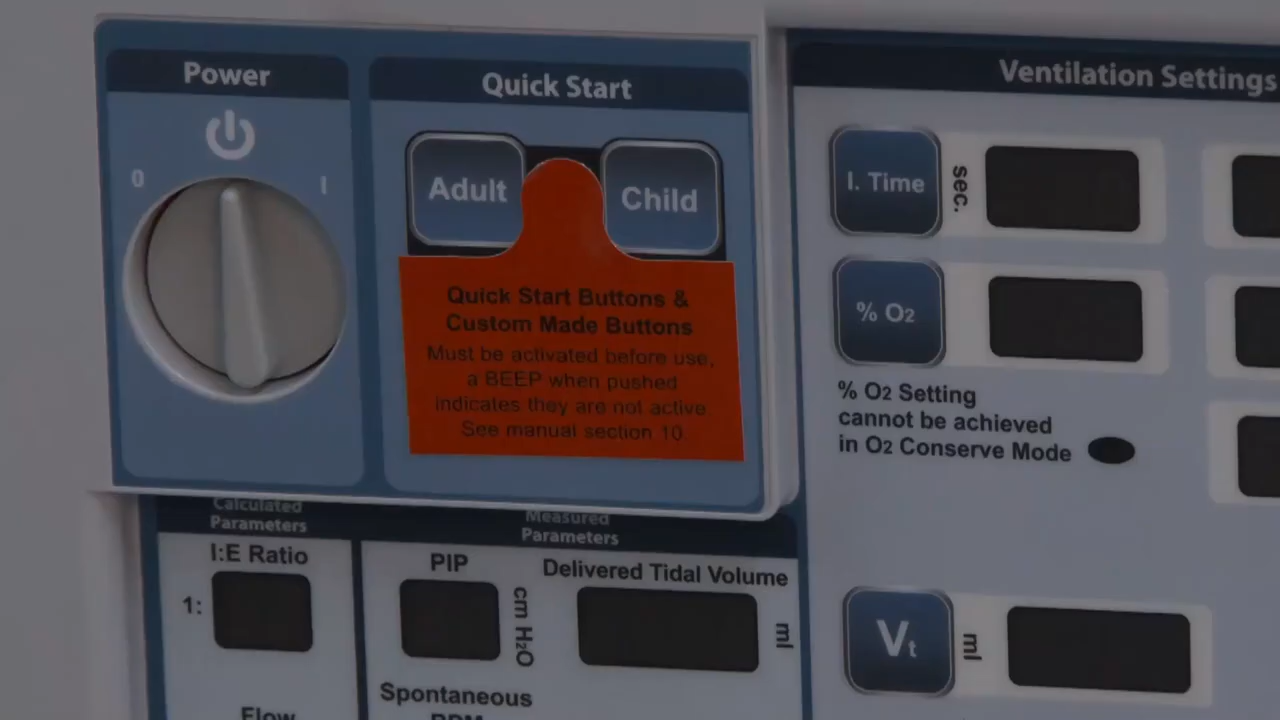 Power
0
I
Quick Start
Adult
Child
Quick Start Buttons &
Custom Made Buttons
Must be activated before use,
a BEEP when pushed
indicates they are not active
See manual section 10
Ventilation Settings
I. Time
sec.
% O2
% O2 Setting
cannot be achieved
in O2 Conserve Mode
Vt
ml
Calculated
Parameters
I:E Ratio
1:
Flow
Measured
Parameters
PIP
cm H2O
Delivered Tidal Volume
ml
Spontaneous
RPM